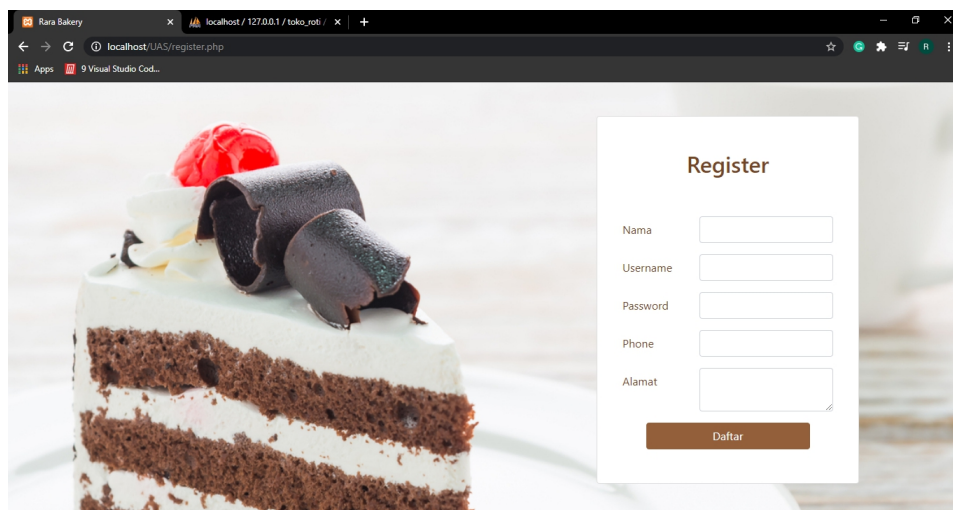 Rara Bakery
localhost / 127.0.0.1 / toko_roti /
localhost/UAS/register.php
R
Apps
9 Visual Studio Cod...
Register
Nama
Username
Password
Phone
Alamat
Daftar